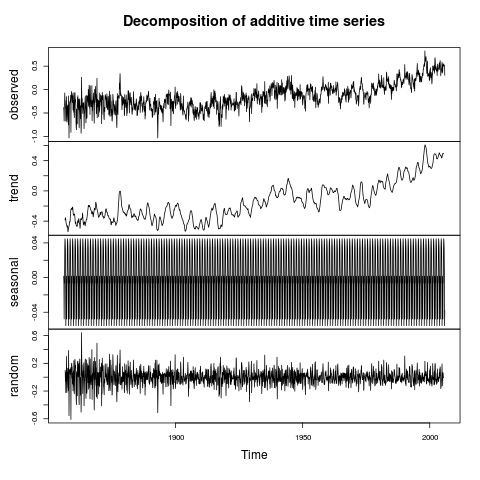 Decomposition of additive time series
observed
-1.0 -0.5 0.0 0.5
trend
-0.4 0.0 0.4
seasonal
-0.04 0.00 0.04
random
-0.6 -0.2 0.2 0.6
1900 1950 2000
Time